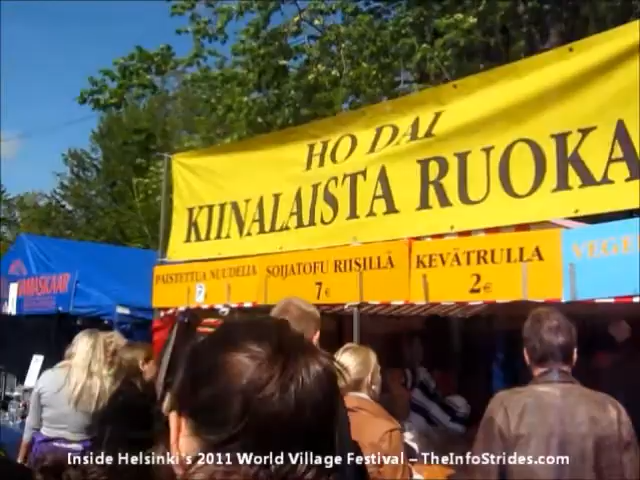 HO DAI
KIINALAISTA RUOKA
PAISTETTUA NUUDELIA
SOIJATOFU RIISILLÄ
7€
KEVÄTRULLA
2€
VEGE
Inside Helsinki's 2011 World Village Festival – TheInfoStrides.com